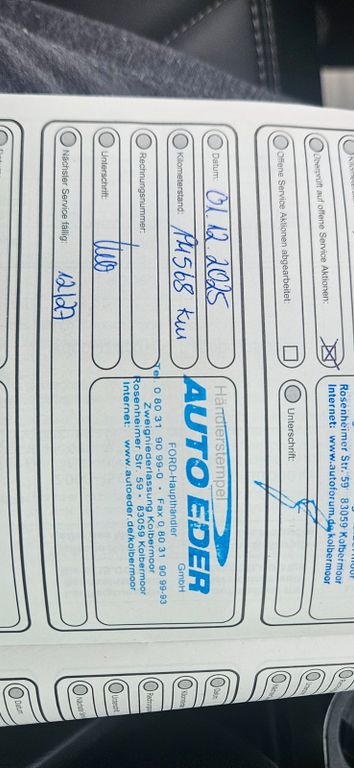 Überprüft auf offene Service Aktionen: ☒
Offene Service Aktionen abgearbeitet: ☐
Rosenheimer Str. 59 83059 Kolbermoor
Internet: www.autoforum.de/kolbermoor
Unterschrift:
Datum: 01.12.2025
Kilometerstand: 14568 km
Rechnungsnummer:
Unterschrift:
Nächster Service fällig: 12/27
Händlerstempel
AUTO EDER
GmbH
FORD-Haupthändler
Tel. 0 80 31 90 99-0 • Fax 0 80 31 90 99-93
Zweigniederlassung Kolbermoor
Rosenheimer Str. 59 • 83059 Kolbermoor
Internet: www.autoeder.de/kolbermoor
Datum